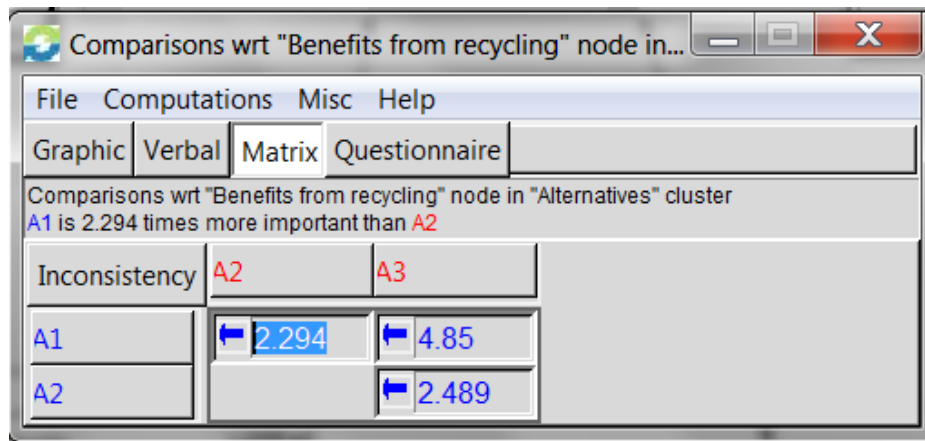 Comparisons wrt "Benefits from recycling" node in...
File Computations Misc Help
Graphic Verbal Matrix Questionnaire
Comparisons wrt "Benefits from recycling" node in "Alternatives" cluster
A1 is 2.294 times more important than A2
Inconsistency A2 A3
A1 2.294 4.85
A2 2.489